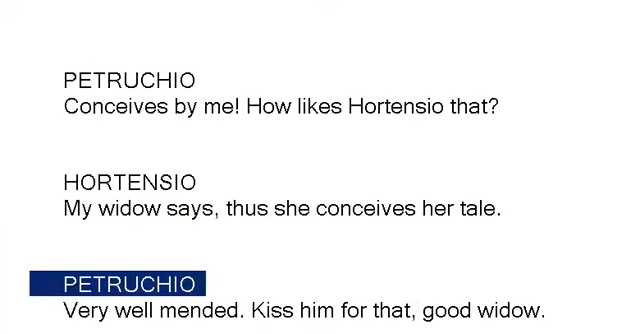 PETRUCHIO
Conceives by me! How likes Hortensio that?
HORTENSIO
My widow says, thus she conceives her tale.
PETRUCHIO
Very well mended. Kiss him for that, good widow.